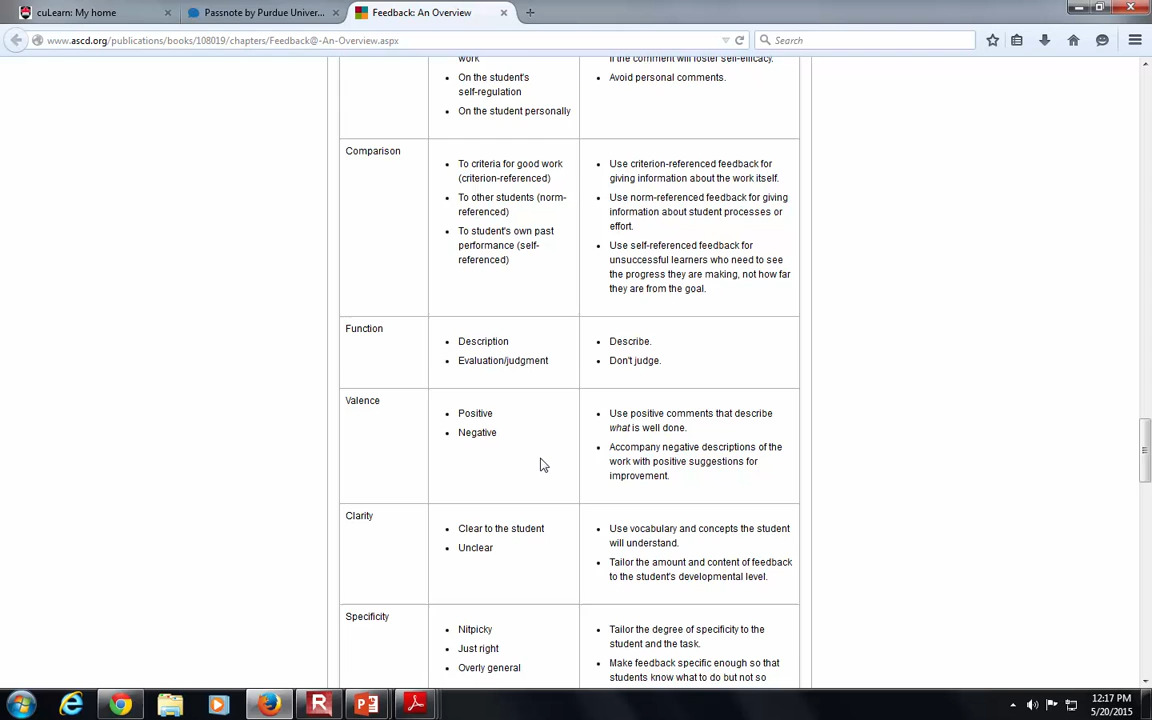 cuLearn: My home
Passnote by Purdue Univer...
Feedback: An Overview
www.ascd.org/publications/books/108019/chapters/Feedback@-An-Overview.aspx
Search
work
On the student's
self-regulation
On the student personally
if the comment will foster self-efficacy.
Avoid personal comments.
Comparison
To criteria for good work
(criterion-referenced)
To other students (norm-
referenced)
To student's own past
performance (self-
referenced)
Use criterion-referenced feedback for
giving information about the work itself.
Use norm-referenced feedback for giving
information about student processes or
effort.
Use self-referenced feedback for
unsuccessful learners who need to see
the progress they are making, not how far
they are from the goal.
Function
Description
Evaluation/judgment
Describe.
Don't judge.
Valence
Positive
Negative
Use positive comments that describe
what is well done.
Accompany negative descriptions of the
work with positive suggestions for
improvement.
Clarity
Clear to the student
Unclear
Use vocabulary and concepts the student
will understand.
Tailor the amount and content of feedback
to the student's developmental level.
Specificity
Nitpicky
Just right
Overly general
Tailor the degree of specificity to the
student and the task.
Make feedback specific enough so that
students know what to do but not so
12:17 PM
5/20/2015